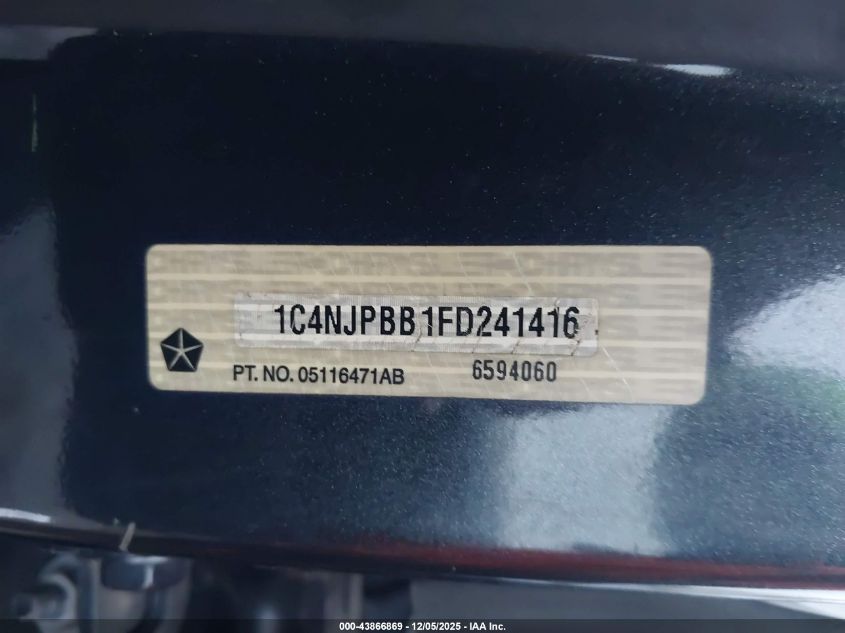 1C4NJPBB1FD241416
PT. NO. 05116471AB 6594060
000-43866869 - 12/05/2025 - IAA Inc.